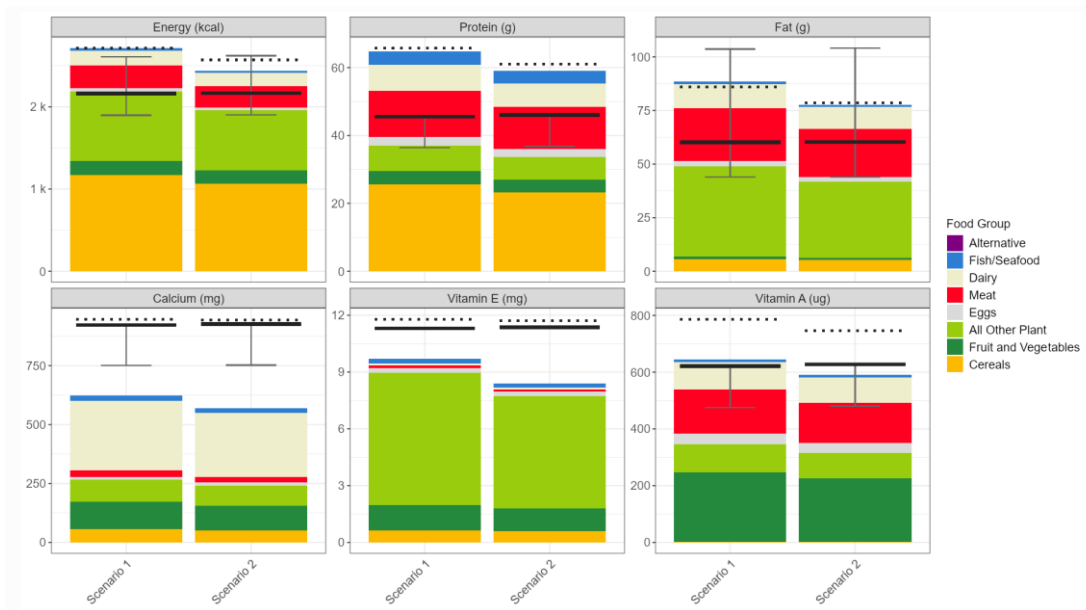 Energy (kcal)
Protein (g)
Fat (g)
2 k
1 k
0
60
40
20
0
100
75
50
25
0
Calcium (mg)
Vitamin E (mg)
Vitamin A (ug)
750
500
250
0
12
9
6
3
0
800
600
400
200
0
Scenario 1
Scenario 2
Scenario 1
Scenario 2
Scenario 1
Scenario 2
Food Group
Alternative
Fish/Seafood
Dairy
Meat
Eggs
All Other Plant
Fruit and Vegetables
Cereals